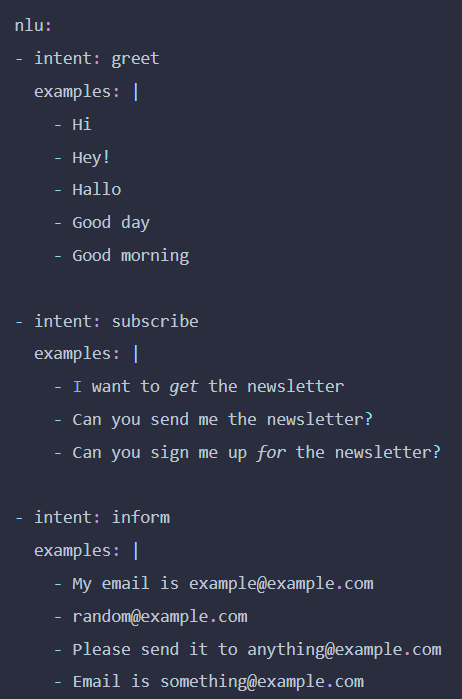 nlu:
- intent: greet
  examples: |
    - Hi
    - Hey!
    - Hallo
    - Good day
    - Good morning

- intent: subscribe
  examples: |
    - I want to get the newsletter
    - Can you send me the newsletter?
    - Can you sign me up for the newsletter?

- intent: inform
  examples: |
    - My email is example@example.com
    - random@example.com
    - Please send it to anything@example.com
    - Email is something@example.com